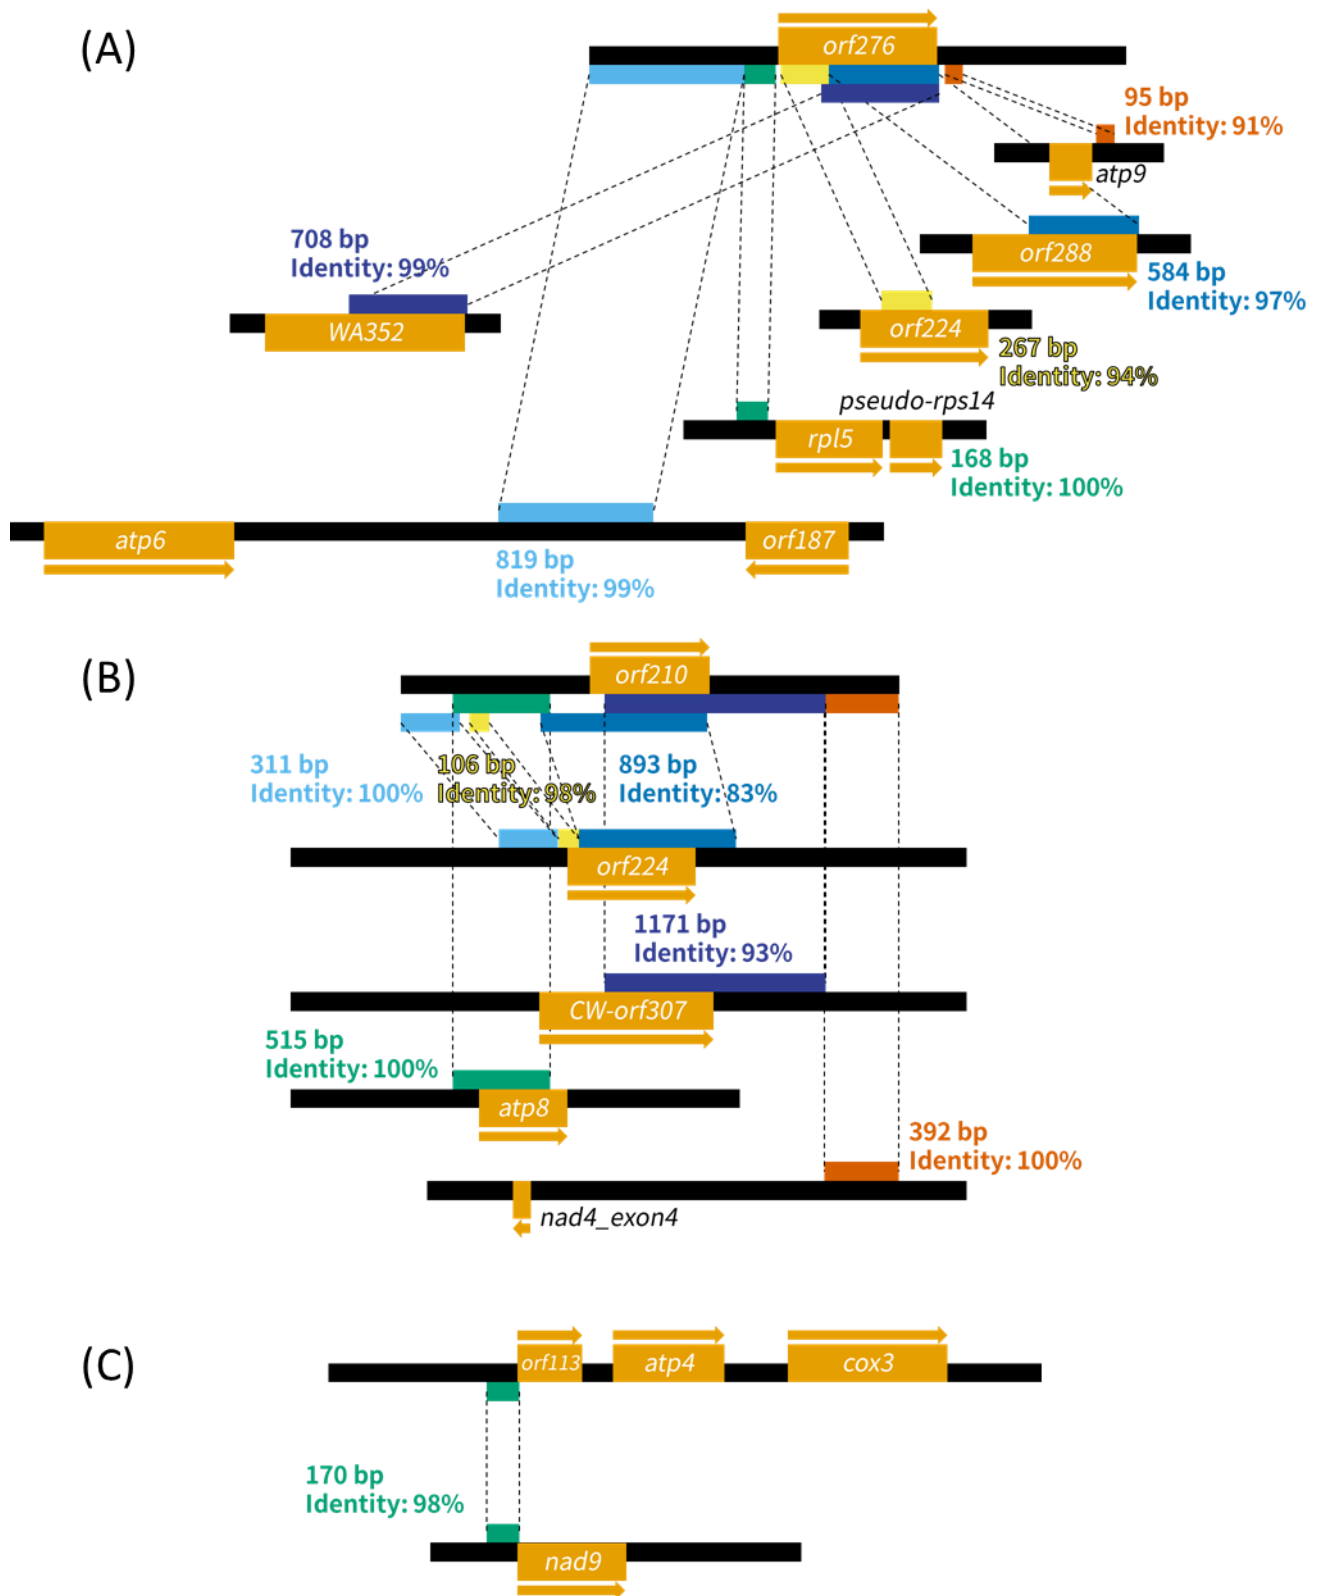 (A)
orf276
95 bp
Identity: 91%
atp9
708 bp
Identity: 99%
orf288
584 bp
Identity: 97%
WA352
orf224
267 bp
Identity: 94%
pseudo-rps14
rpl5
168 bp
Identity: 100%
atp6
orf187
819 bp
Identity: 99%
(B)
orf210
311 bp
Identity: 100%
106 bp
Identity: 98%
893 bp
Identity: 83%
orf224
1171 bp
Identity: 93%
CW-orf307
515 bp
Identity: 100%
atp8
392 bp
Identity: 100%
nad4_exon4
(C)
orf113
atp4
cox3
170 bp
Identity: 98%
nad9